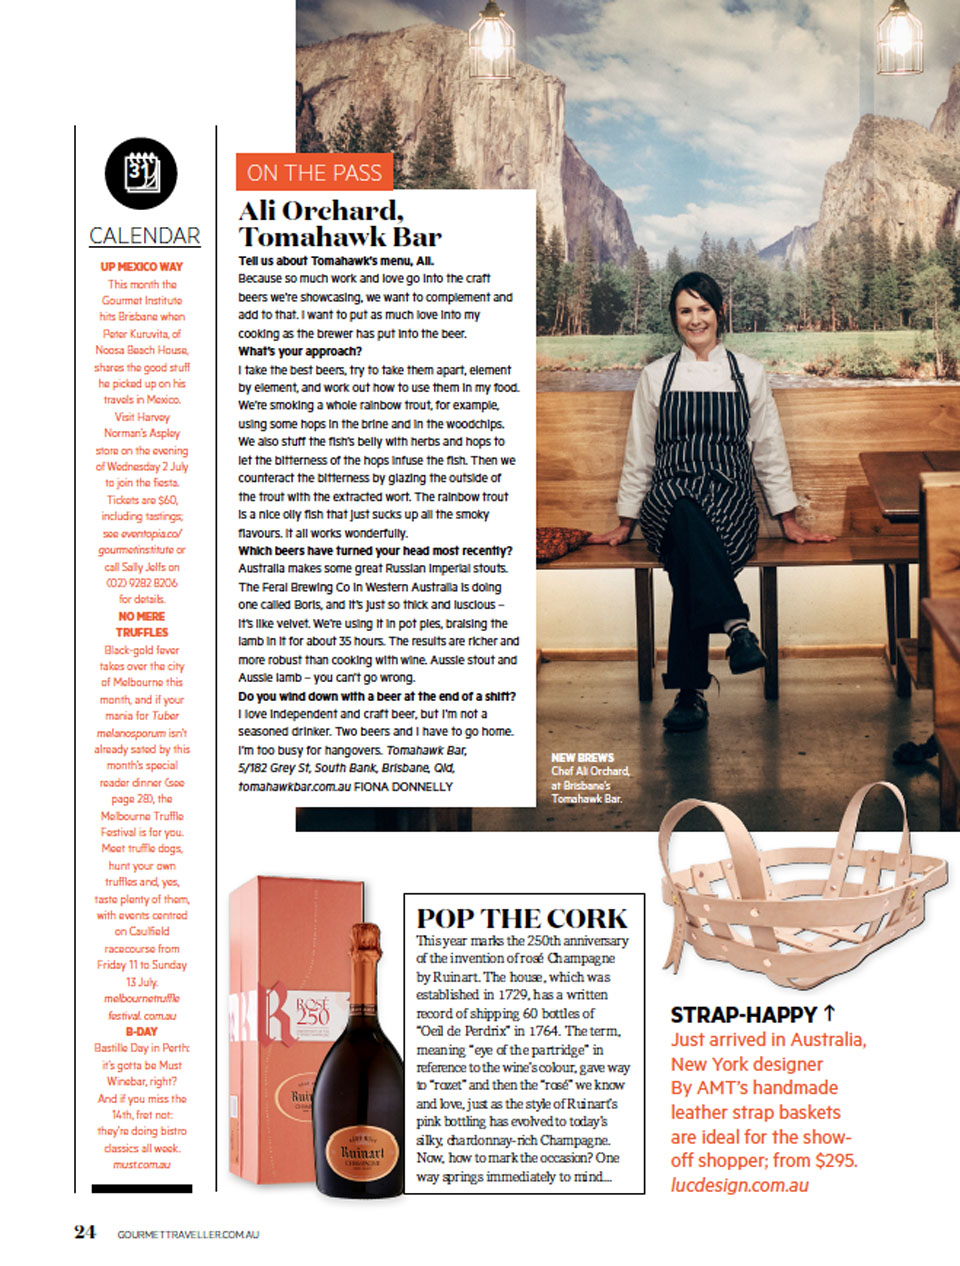 31
CALENDAR
UP MEXICO WAY
This month the
Gourmet Institute
hits Brisbane when
Peter Kuruvita, of
Noosa Beach House,
shares the good stuff
he picked up on his
travels in Mexico.
Visit Harvey
Norman's Aspley
store on the evening
of Wednesday 2 July
to join the fiesta.
Tickets are $60,
including tastings;
see eventopia.co/
gourmetinstitute or
call Sally Jelfs on
(02) 9282 8206
for details.
NO MERE
TRUFFLES
Black-gold fever
takes over the city
of Melbourne this
month, and if your
mania for Tuber
melanosporum isn't
already sated by this
month's special
reader dinner (see
page 28), the
Melbourne Truffle
Festival is for you.
Meet truffle dogs,
hunt your own
truffles and, yes,
taste plenty of them,
with events centred
on Caulfield
racecourse from
Friday 11 to Sunday
13 July.
melbournetruffle
festival.com.au
B-DAY
Bastille Day in Perth:
it's gotta be Must
Winebar, right?
And if you miss the
14th, fret not:
they're doing bistro
classics all week.
must.com.au
ON THE PASS
Ali Orchard,
Tomahawk Bar
Tell us about Tomahawk's menu, Ali.
Because so much work and love go into the craft
beers we're showcasing, we want to complement and
add to that. I want to put as much love into my
cooking as the brewer has put into the beer.
What's your approach?
I take the best beers, try to take them apart, element
by element, and work out how to use them in my food.
We're smoking a whole rainbow trout, for example,
using some hops in the brine and in the woodchips.
We also stuff the fish's belly with herbs and hops to
let the bitterness of the hops infuse the fish. Then we
counteract the bitterness by glazing the outside of
the trout with the extracted wort. The rainbow trout
is a nice oily fish that just sucks up all the smoky
flavours. It all works wonderfully.
Which beers have turned your head most recently?
Australia makes some great Russian Imperial stouts.
The Feral Brewing Co in Western Australia is doing
one called Boris, and it's just so thick and luscious –
it's like velvet. We're using it in pot pies, braising the
lamb in it for about 35 hours. The results are richer and
more robust than cooking with wine. Aussie stout and
Aussie lamb – you can't go wrong.
Do you wind down with a beer at the end of a shift?
I love independent and craft beer, but I'm not a
seasoned drinker. Two beers and I have to go home.
I'm too busy for hangovers. Tomahawk Bar,
5/182 Grey St, South Bank, Brisbane, Qld,
tomahawkbar.com.au FIONA DONNELLY
NEW BREWS
Chef Ali Orchard,
at Brisbane's
Tomahawk Bar.
R
ROSÉ
250
Ruinart
CHAMPAGNE
POP THE CORK
This year marks the 250th anniversary
of the invention of rosé Champagne
by Ruinart. The house, which was
established in 1729, has a written
record of shipping 60 bottles of
"Oeil de Perdrix" in 1764. The term,
meaning "eye of the partridge" in
reference to the wine's colour, gave way
to "rozet" and then the "rosé" we know
and love, just as the style of Ruinart's
pink bottling has evolved to today's
silky, chardonnay-rich Champagne.
Now, how to mark the occasion? One
way springs immediately to mind...
STRAP-HAPPY ↑
Just arrived in Australia,
New York designer
By AMT's handmade
leather strap baskets
are ideal for the show-
off shopper; from $295.
lucdesign.com.au
24 GOURMETTRAVELLER.COM.AU